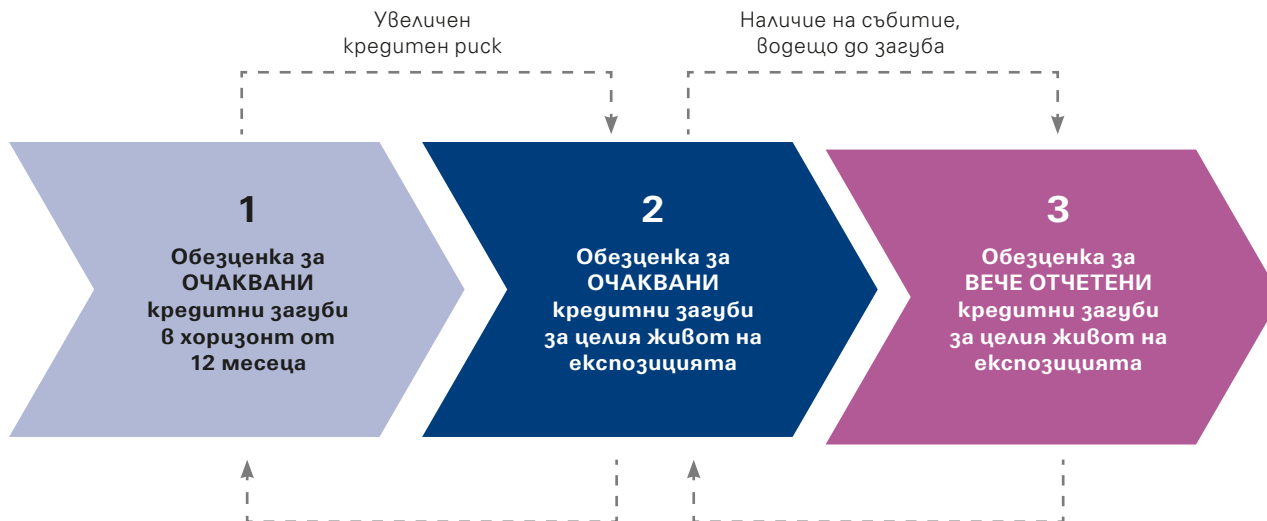 Увеличен
кредитен риск
Наличие на събитие,
водещо до загуба
1
Обезценка за
ОЧАКВАНИ
кредитни загуби
в хоризонт от
12 месеца
2
Обезценка за
ОЧАКВАНИ
кредитни загуби
за целия живот на
експозицията
3
Обезценка за
ВЕЧЕ ОТЧЕТЕНИ
кредитни загуби
за целия живот на
експозицията